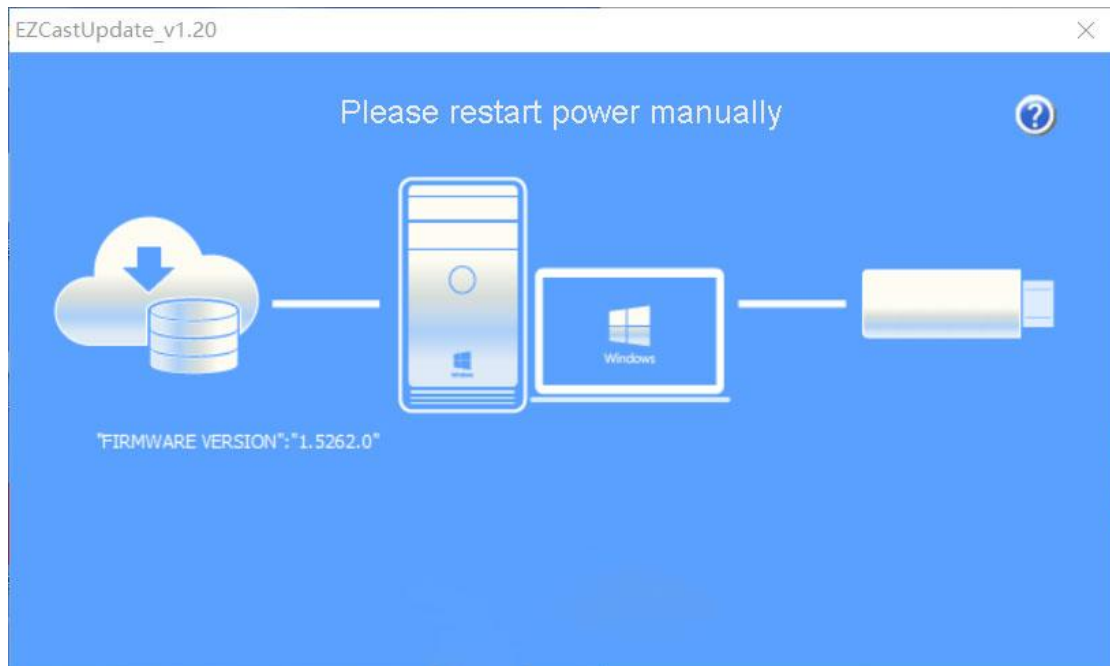 EZCastUpdate_v1.20
Please restart power manually
?
Windows
"FIRMWARE VERSION":"1.5262.0"